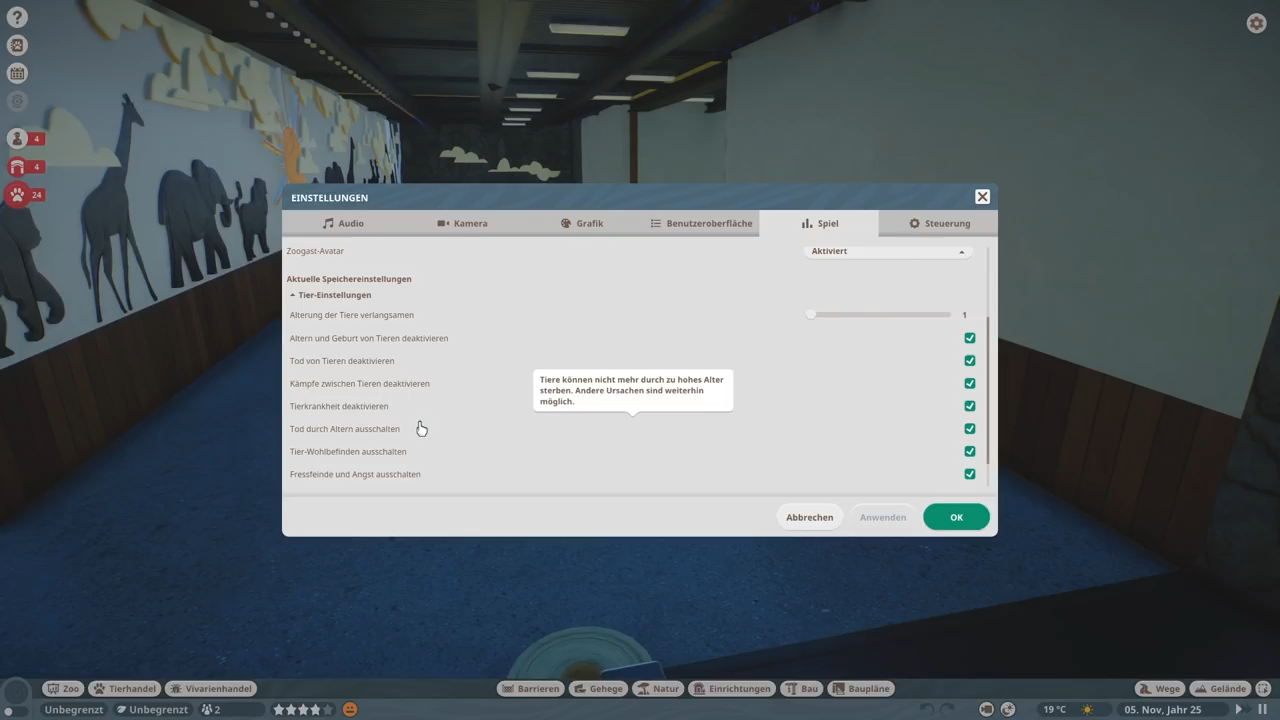 4
4
24
EINSTELLUNGEN
Audio Kamera Grafik Benutzeroberfläche Spiel Steuerung
Zoogast-Avatar Aktiviert
Aktuelle Speichereinstellungen
Tier-Einstellungen
Alterung der Tiere verlangsamen 1
Altern und Geburt von Tieren deaktivieren
Tod von Tieren deaktivieren
Kämpfe zwischen Tieren deaktivieren
Tiere können nicht mehr durch zu hohes Alter
sterben. Andere Ursachen sind weiterhin
möglich.
Tierkrankheit deaktivieren
Tod durch Altern ausschalten
Tier-Wohlbefinden ausschalten
Fressfeinde und Angst ausschalten
Abbrechen Anwenden OK
Zoo Tierhandel Vivarienhandel Barrieren Gehege Natur Einrichtungen Bau Baupläne Wege Gelände
Unbegrenzt Unbegrenzt 2 19 °C 05. Nov, Jahr 25